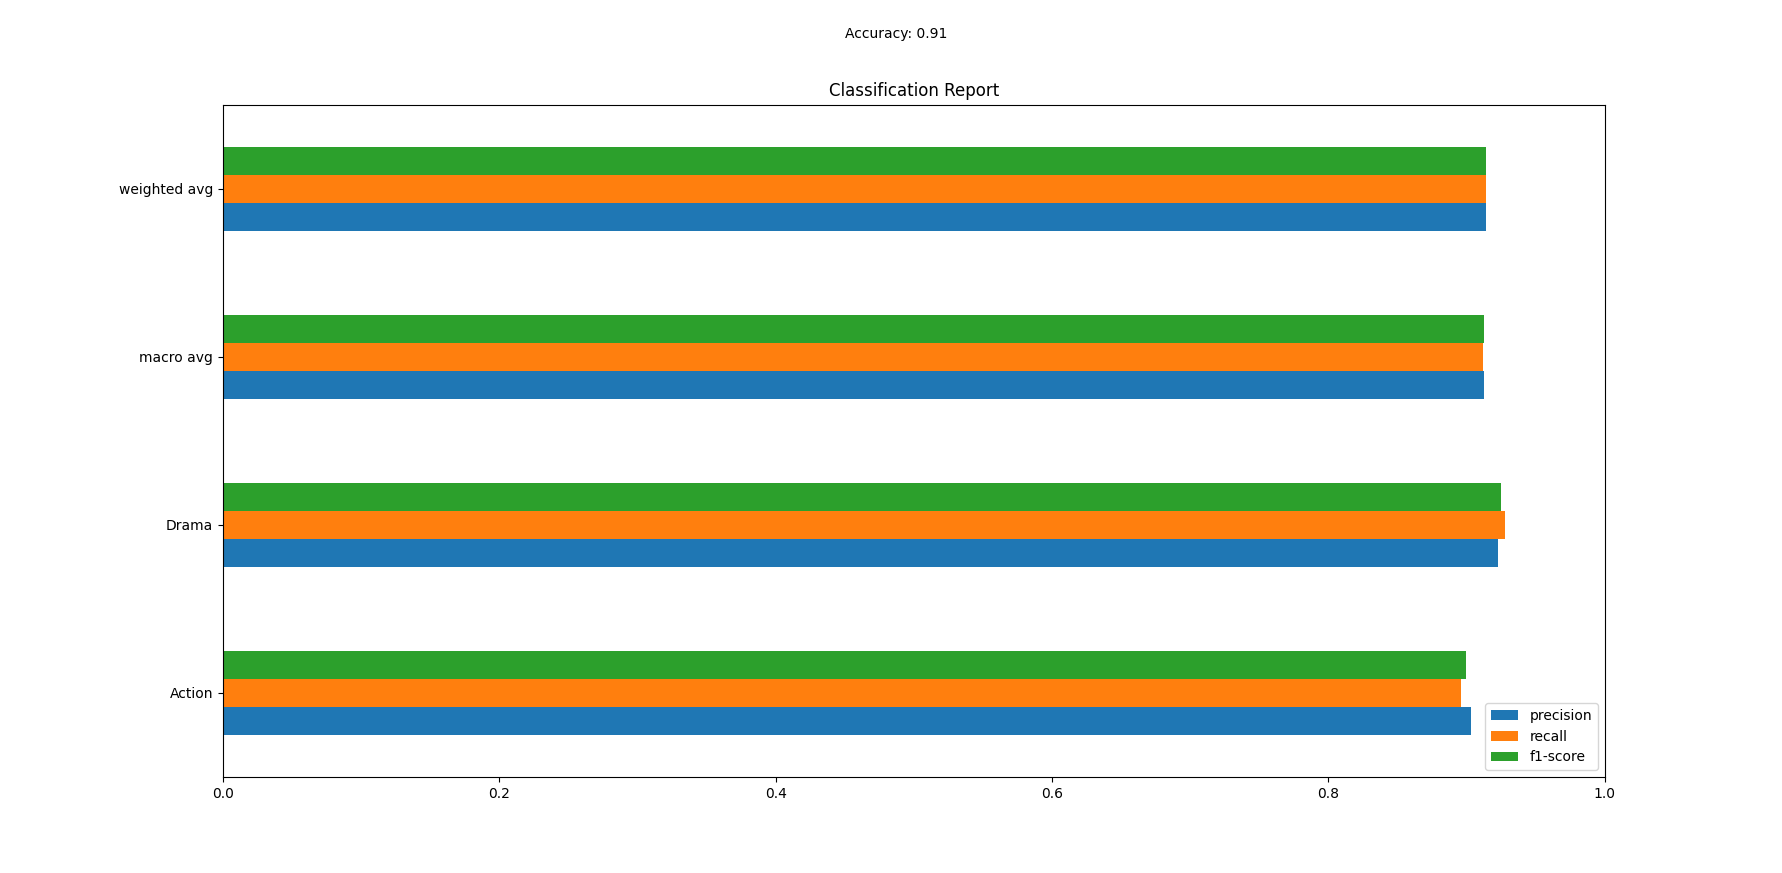 Accuracy: 0.91
Classification Report
weighted avg
macro avg
Drama
Action
precision
recall
f1-score
0.0 0.2 0.4 0.6 0.8 1.0